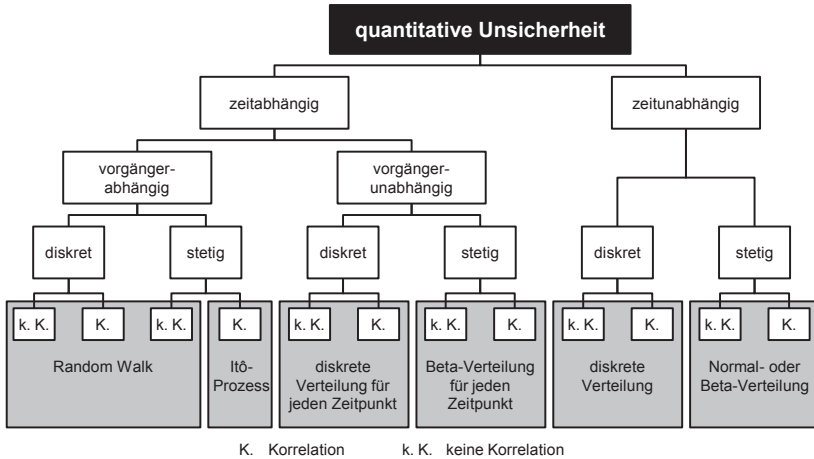 quantitative Unsicherheit
zeitabhängig
zeitunabhängig
vorgänger-
abhängig
vorgänger-
unabhängig
diskret
stetig
diskret
stetig
diskret
stetig
k. K.
K.
k. K.
K.
k. K.
K.
k. K.
K.
k. K.
K.
k. K.
K.
Random Walk
Itô-
Prozess
diskrete
Verteilung für
jeden Zeitpunkt
Beta-Verteilung
für jeden
Zeitpunkt
diskrete
Verteilung
Normal- oder
Beta-Verteilung
K. Korrelation
k. K. keine Korrelation